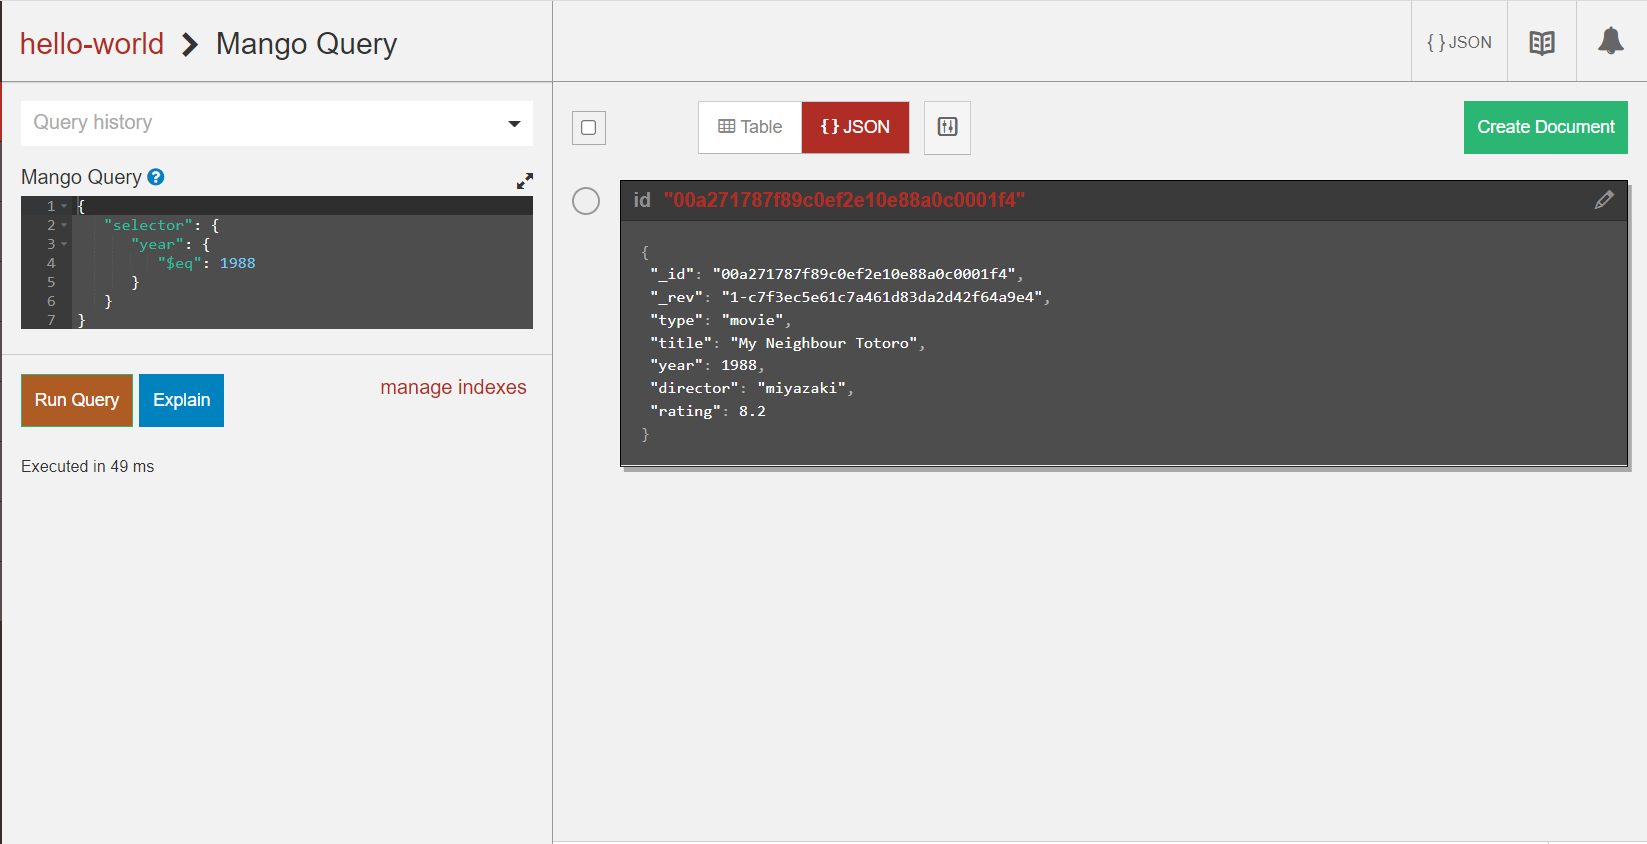 hello-world > Mango Query
{ } JSON
Query history
Mango Query ?
1 {
2 "selector": {
3 "year": {
4 "$eq": 1988
5 }
6 }
7 }
Run Query
Explain
manage indexes
Executed in 49 ms
Table
{ } JSON
Create Document
id "00a271787f89c0ef2e10e88a0c0001f4"
{
"_id": "00a271787f89c0ef2e10e88a0c0001f4",
"_rev": "1-c7f3ec5e61c7a461d83da2d42f64a9e4",
"type": "movie",
"title": "My Neighbour Totoro",
"year": 1988,
"director": "miyazaki",
"rating": 8.2
}